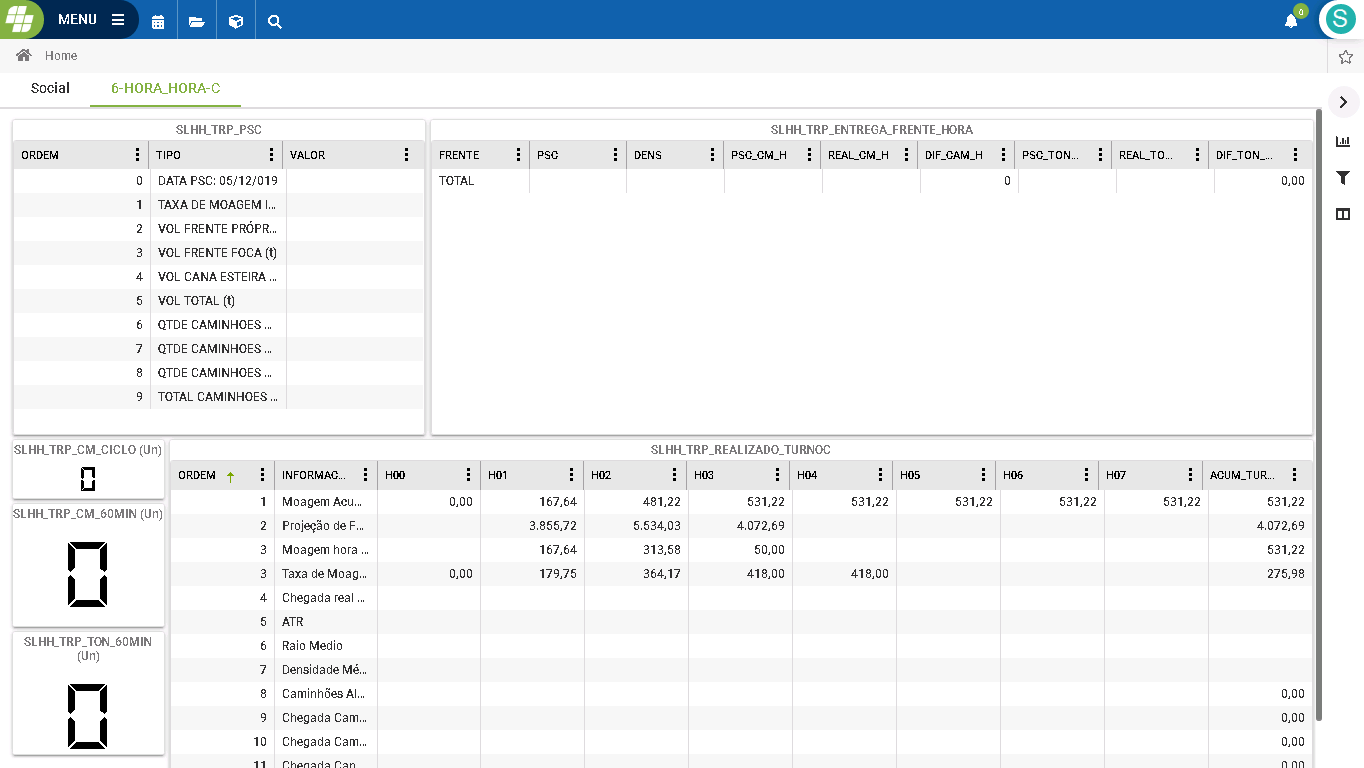 MENU
0
S
Home
Social 6-HORA_HORA-C
SLHH_TRP_PSC
ORDEM TIPO VALOR
0 DATA PSC: 05/12/019
1 TAXA DE MOAGEM I...
2 VOL FRENTE PRÓPR...
3 VOL FRENTE FOCA (t)
4 VOL CANA ESTEIRA ...
5 VOL TOTAL (t)
6 QTDE CAMINHOES ...
7 QTDE CAMINHOES ...
8 QTDE CAMINHOES ...
9 TOTAL CAMINHOES ...
SLHH_TRP_ENTREGA_FRENTE_HORA
FRENTE PSC DENS PSC_CM_H REAL_CM_H DIF_CAM_H PSC_TON... REAL_TO... DIF_TON_...
TOTAL 0 0,00
SLHH_TRP_CM_CICLO (Un)
0
SLHH_TRP_CM_60MIN (Un)
0
SLHH_TRP_TON_60MIN
(Un)
0
SLHH_TRP_REALIZADO_TURNOC
ORDEM INFORMAC... H00 H01 H02 H03 H04 H05 H06 H07 ACUM_TUR...
1 Moagem Acu... 0,00 167,64 481,22 531,22 531,22 531,22 531,22 531,22 531,22
2 Projeção de F... 3.855,72 5.534,03 4.072,69 4.072,69
3 Moagem hora ... 167,64 313,58 50,00 531,22
3 Taxa de Moag... 0,00 179,75 364,17 418,00 418,00 275,98
4 Chegada real ...
5 ATR
6 Raio Medio
7 Densidade Mé...
8 Caminhões Al... 0,00
9 Chegada Cam... 0,00
10 Chegada Cam... 0,00
11 Chegada Can... 0,00